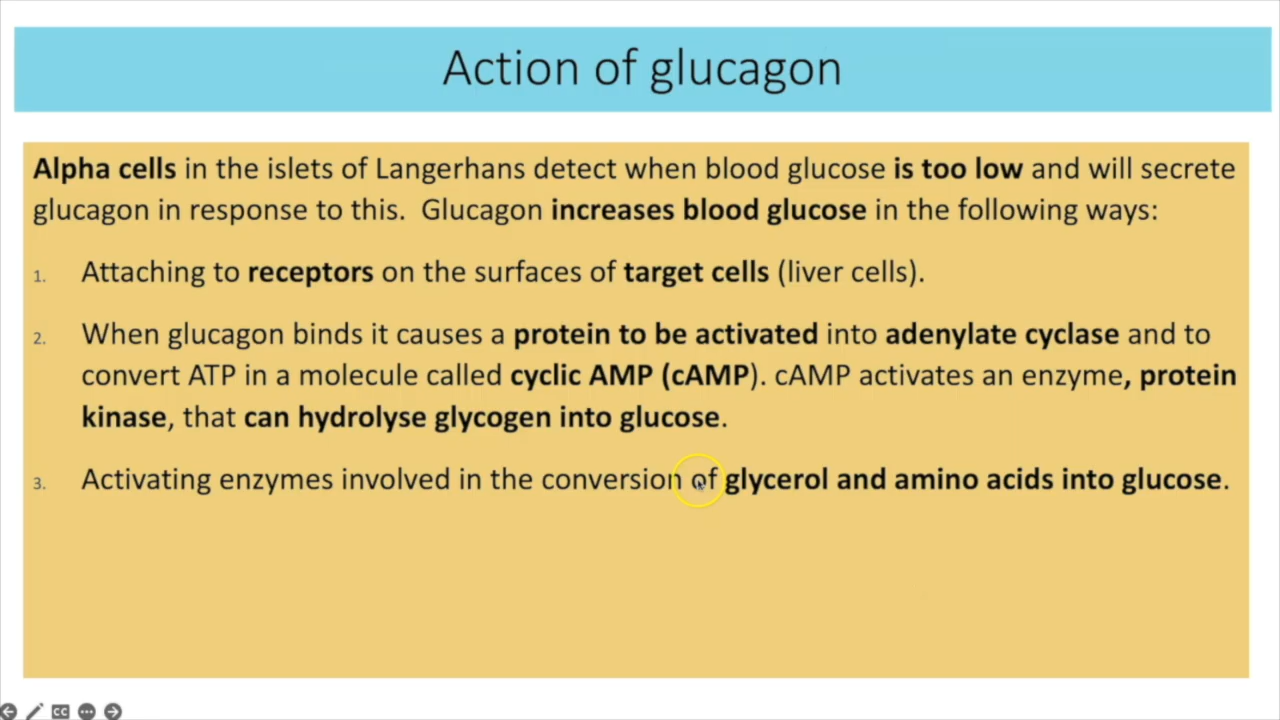 Action of glucagon
Alpha cells in the islets of Langerhans detect when blood glucose is too low and will secrete
glucagon in response to this. Glucagon increases blood glucose in the following ways:
1. Attaching to receptors on the surfaces of target cells (liver cells).
2. When glucagon binds it causes a protein to be activated into adenylate cyclase and to
convert ATP in a molecule called cyclic AMP (cAMP). cAMP activates an enzyme, protein
kinase, that can hydrolyse glycogen into glucose.
3. Activating enzymes involved in the conversion of glycerol and amino acids into glucose.
CC